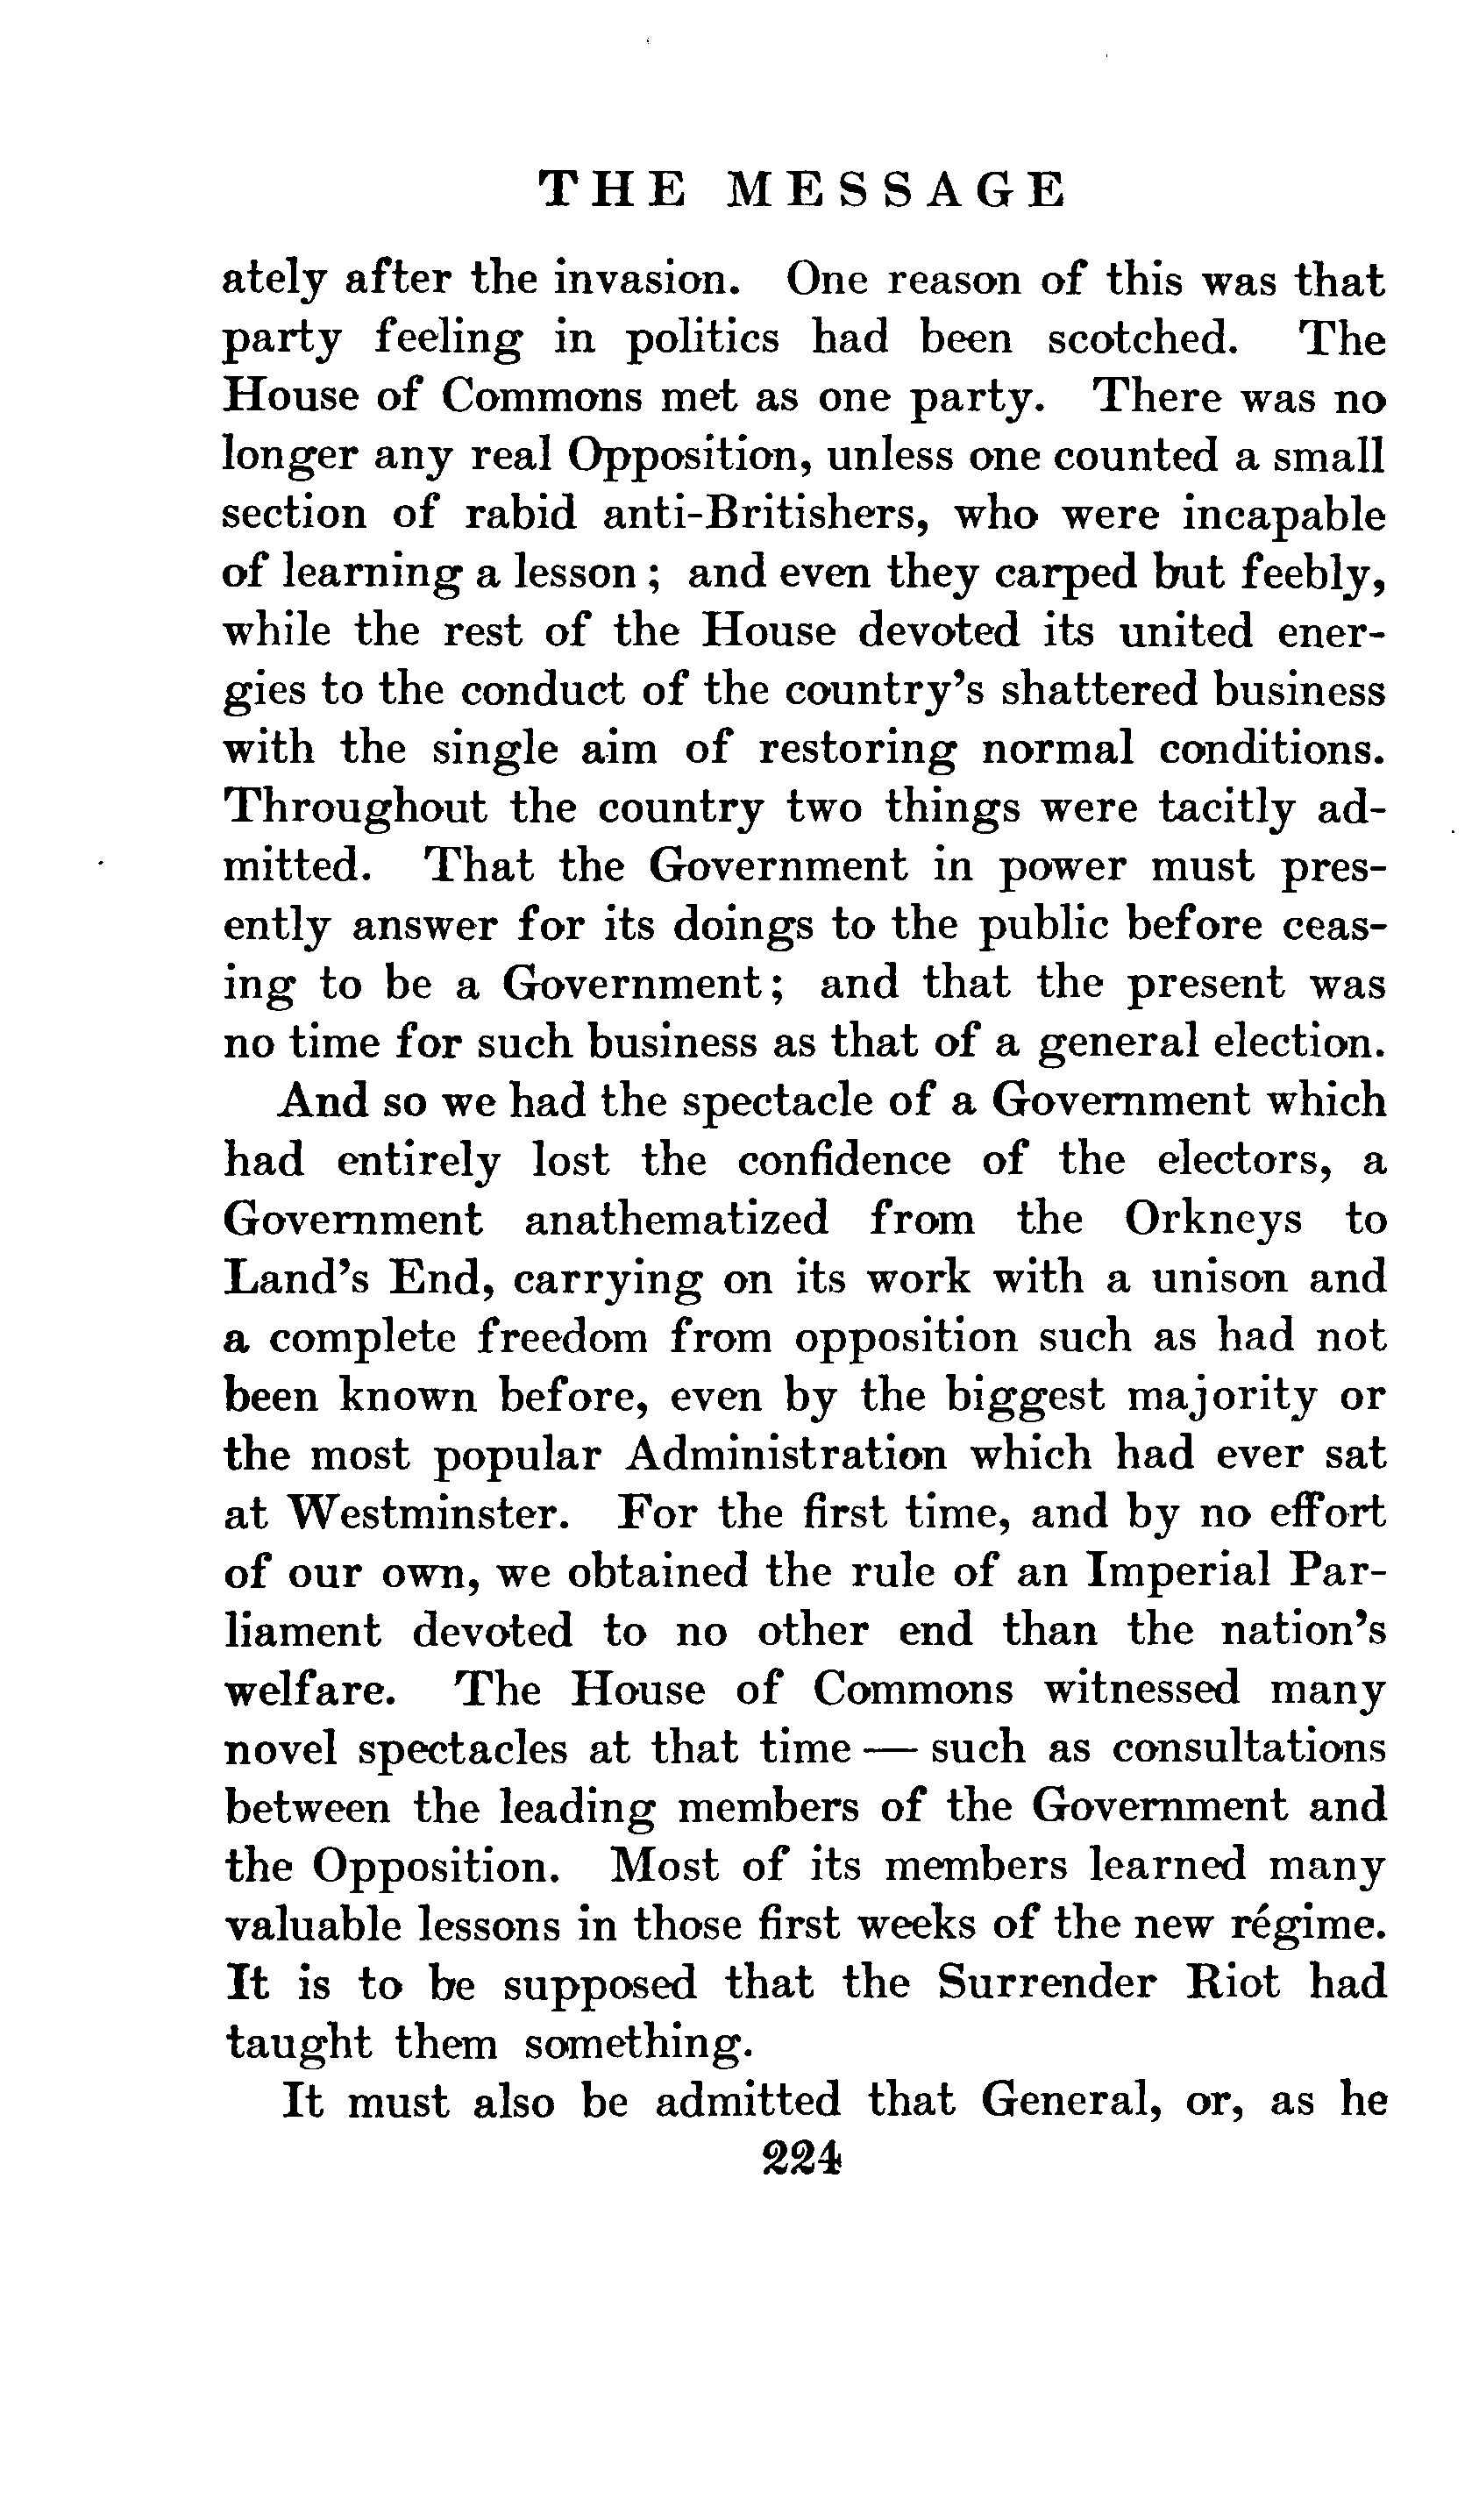 THE MESSAGE
ately after the invasion. One reason of this was that
party feeling in politics had been scotched. The
House of Commons met as one party. There was no
longer any real Opposition, unless one counted a small
section of rabid anti-Britishers, who were incapable
of learning a lesson ; and even they carped but feebly,
while the rest of the House devoted its united ener-
gies to the conduct of the country's shattered business
with the single aim of restoring normal conditions.
Throughout the country two things were tacitly ad-
mitted. That the Government in power must pres-
ently answer for its doings to the public before ceas-
ing to be a Government; and that the present was
no time for such business as that of a general election.
And so we had the spectacle of a Government which
had entirely lost the confidence of the electors, a
Government anathematized from the Orkneys to
Land's End, carrying on its work with a unison and
a complete freedom from opposition such as had not
been known before, even by the biggest majority or
the most popular Administration which had ever sat
at Westminster. For the first time, and by no effort
of our own, we obtained the rule of an Imperial Par-
liament devoted to no other end than the nation's
welfare. The House of Commons witnessed many
novel spectacles at that time — such as consultations
between the leading members of the Government and
the Opposition. Most of its members learned many
valuable lessons in those first weeks of the new régime.
It is to be supposed that the Surrender Riot had
taught them something.
It must also be admitted that General, or, as he
224